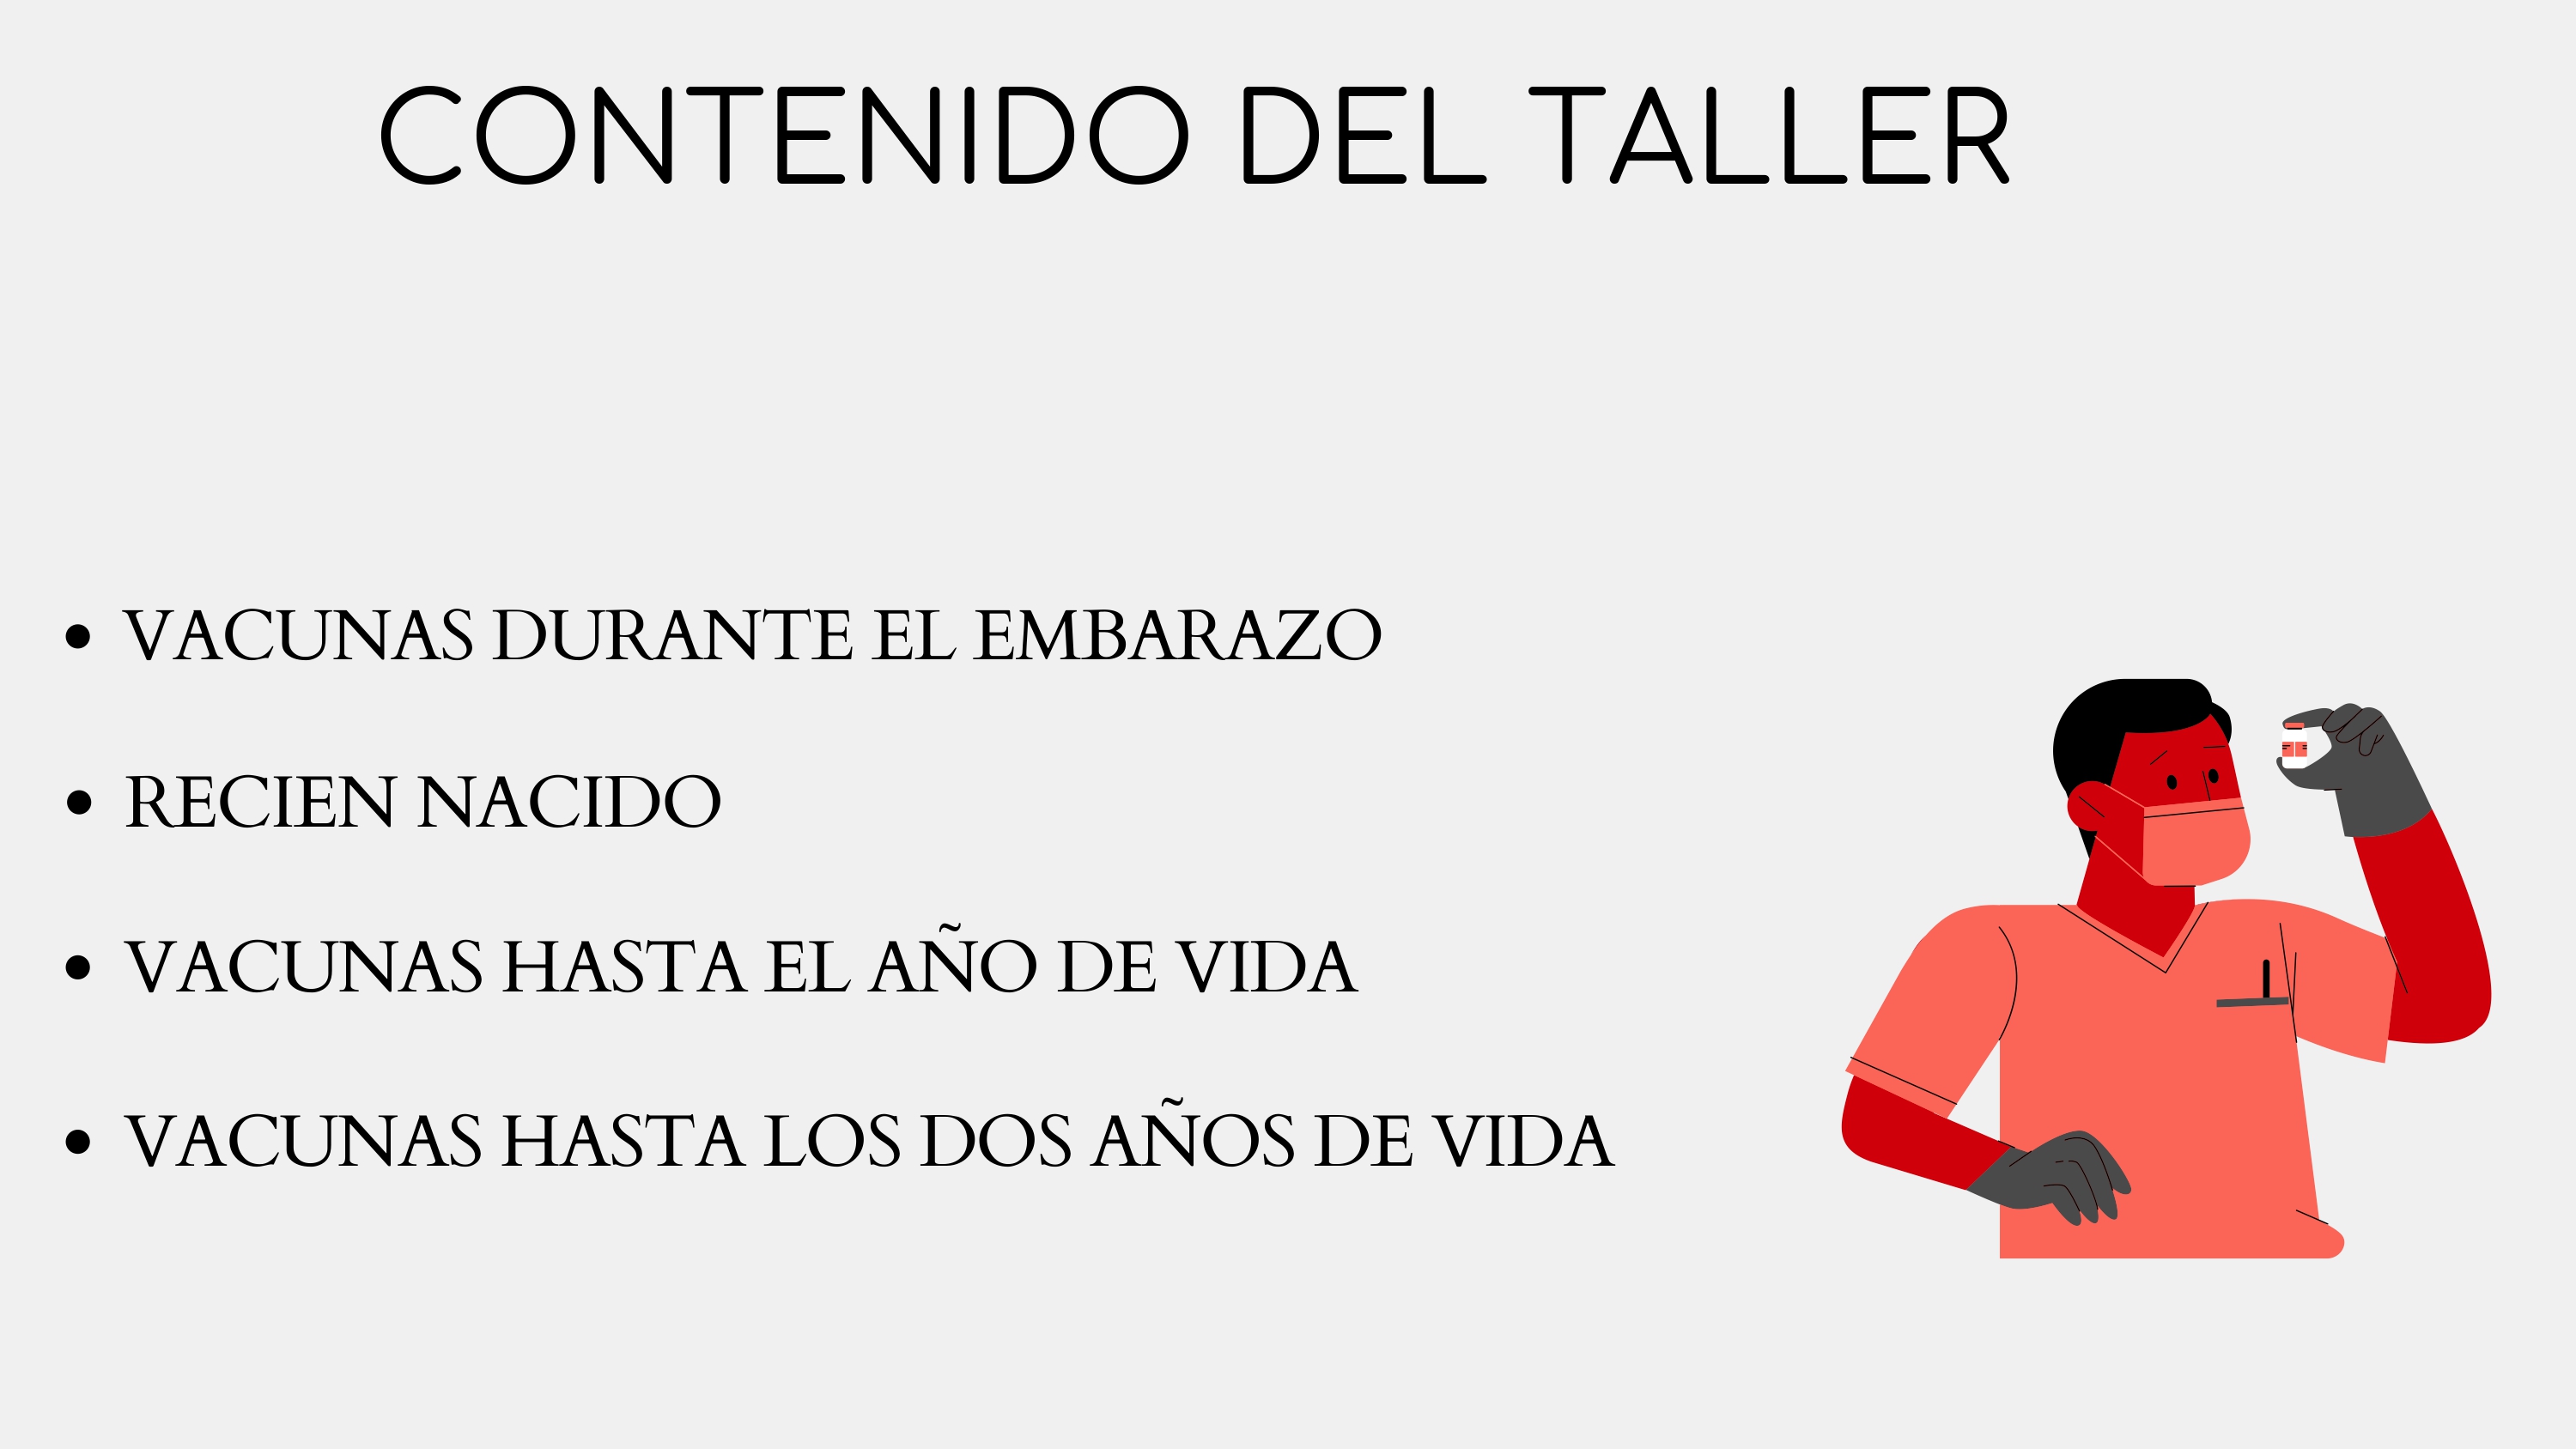 CONTENIDO DEL TALLER
• VACUNAS DURANTE EL EMBARAZO
• RECIEN NACIDO
• VACUNAS HASTA EL AÑO DE VIDA
• VACUNAS HASTA LOS DOS AÑOS DE VIDA